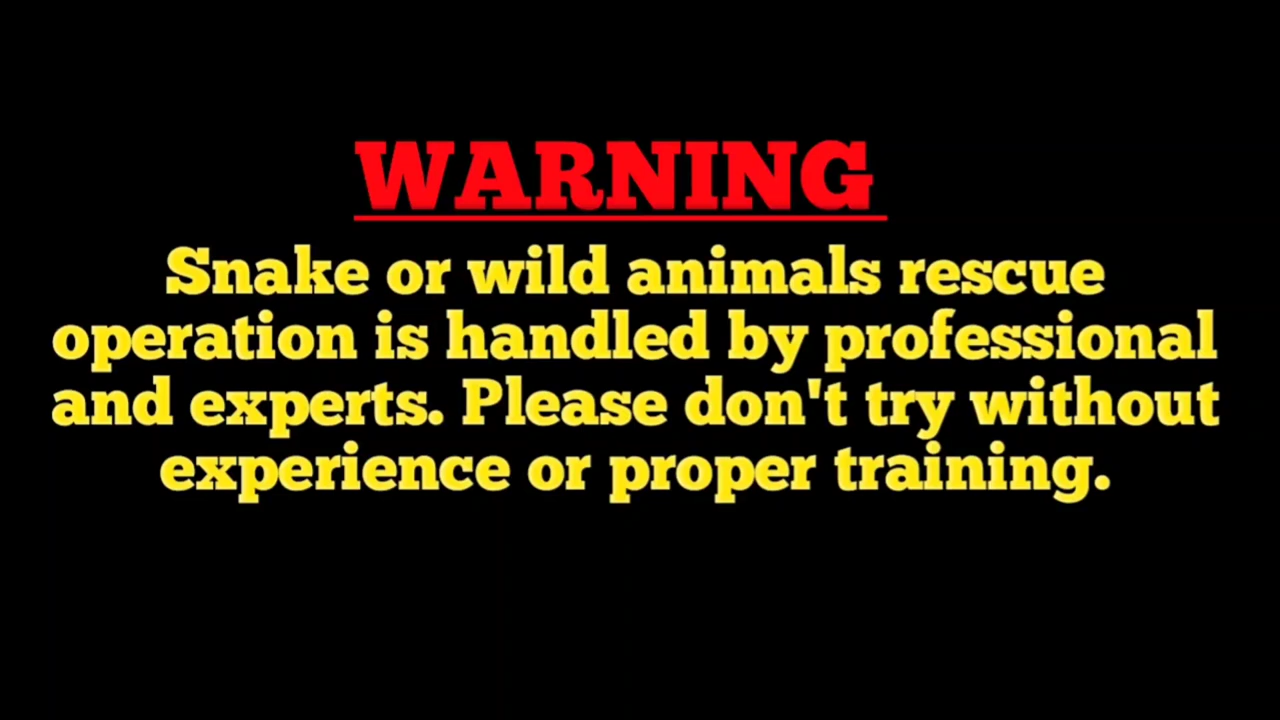 WARNING
Snake or wild animals rescue
operation is handled by professional
and experts. Please don't try without
experience or proper training.